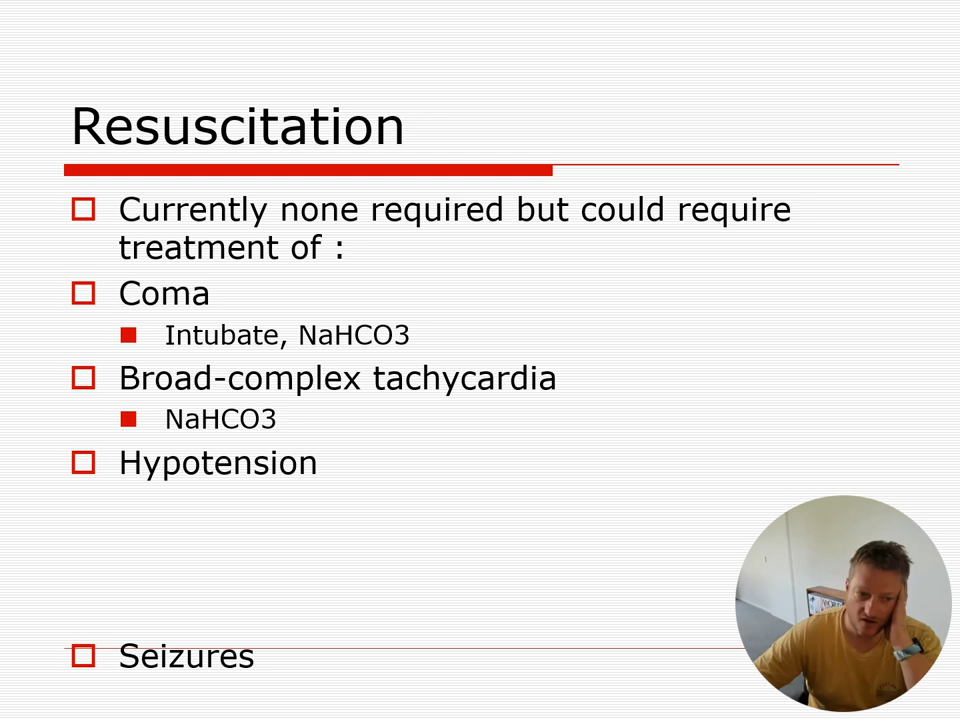 Resuscitation
Currently none required but could require
treatment of :
Coma
Intubate, NaHCO3
Broad-complex tachycardia
NaHCO3
Hypotension
Seizures